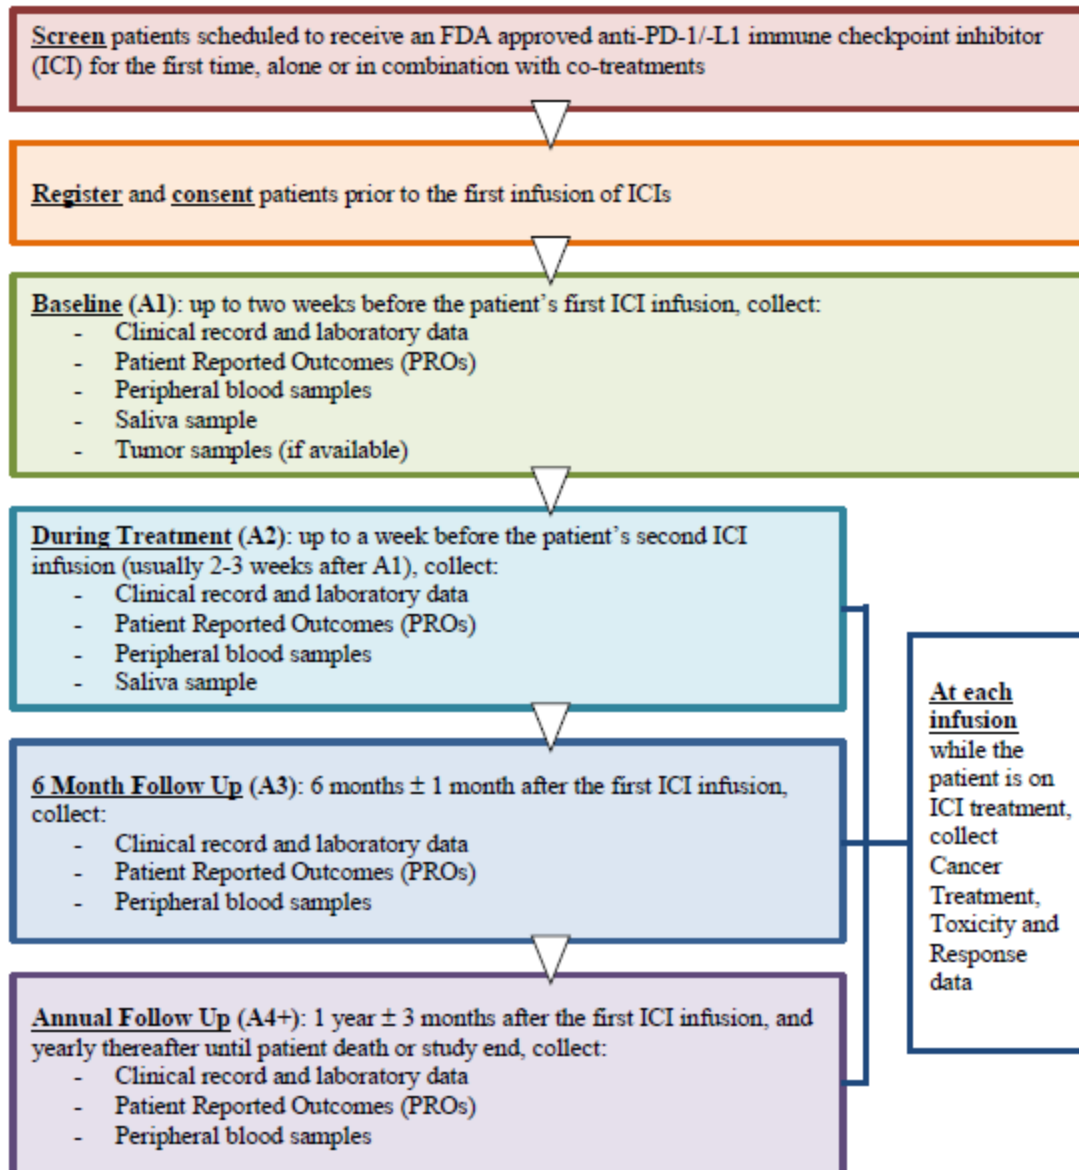 Screen patients scheduled to receive an FDA approved anti-PD-1/-L1 immune checkpoint inhibitor
(ICI) for the first time, alone or in combination with co-treatments
Register and consent patients prior to the first infusion of ICIs
Baseline (A1): up to two weeks before the patient's first ICI infusion, collect:
- Clinical record and laboratory data
- Patient Reported Outcomes (PROs)
- Peripheral blood samples
- Saliva sample
- Tumor samples (if available)
During Treatment (A2): up to a week before the patient's second ICI
infusion (usually 2-3 weeks after A1), collect:
- Clinical record and laboratory data
- Patient Reported Outcomes (PROs)
- Peripheral blood samples
- Saliva sample
6 Month Follow Up (A3): 6 months ± 1 month after the first ICI infusion,
collect:
- Clinical record and laboratory data
- Patient Reported Outcomes (PROs)
- Peripheral blood samples
Annual Follow Up (A4+): 1 year ± 3 months after the first ICI infusion, and
yearly thereafter until patient death or study end, collect:
- Clinical record and laboratory data
- Patient Reported Outcomes (PROs)
- Peripheral blood samples
At each
infusion
while the
patient is on
ICI treatment,
collect
Cancer
Treatment,
Toxicity and
Response
data